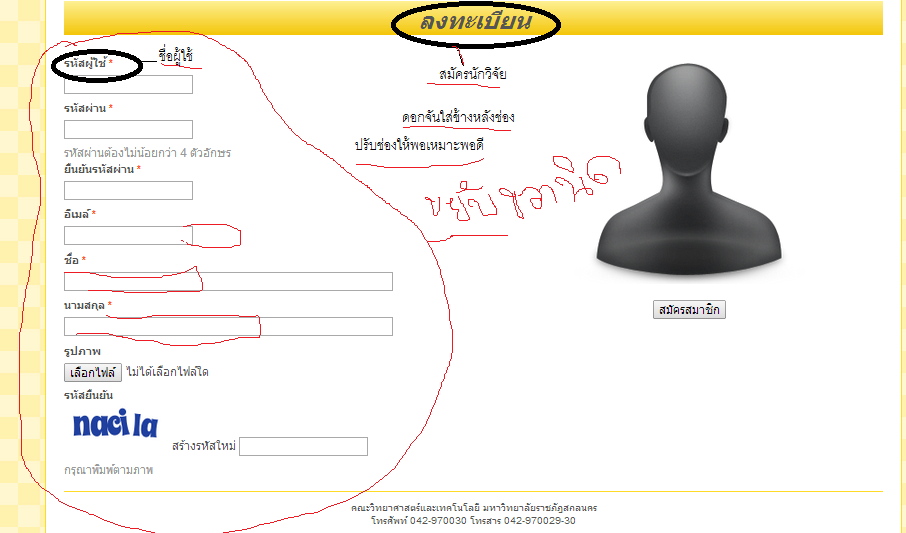 ลงทะเบียน
รหัสผู้ใช้ *
ชื่อผู้ใช้
สมัครนักวิจัย
รหัสผ่าน *
ดอกจันใส่ข้างหลังช่อง
ปรับช่องให้พอเหมาะพอดี
รหัสผ่านต้องไม่น้อยกว่า 4 ตัวอักษร
ยืนยันรหัสผ่าน *
อีเมล์ *
ชื่อ *
นามสกุล *
สมัครสมาชิก
รูปภาพ
เลือกไฟล์ ไม่ได้เลือกไฟล์ใด
รหัสยืนยัน
naci la
สร้างรหัสใหม่
กรุณาพิมพ์ตามภาพ
คณะวิทยาศาสตร์และเทคโนโลยี มหาวิทยาลัยราชภัฏสกลนคร
โทรศัพท์ 042-970030 โทรสาร 042-970029-30